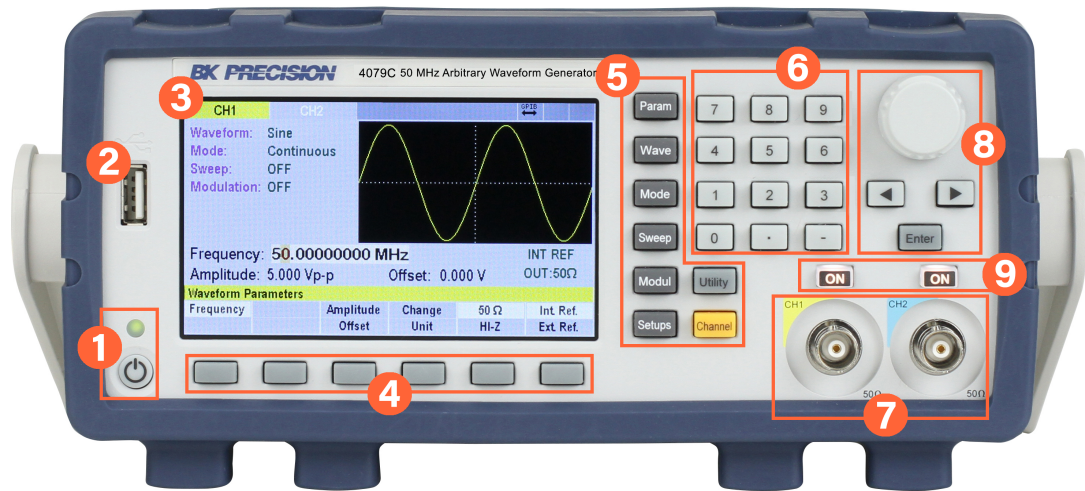 BK PRECISION 4079C 50 MHz Arbitrary Waveform Generator
1
2
3
4
5
6
7
8
9
CH1 CH2 GPIB
Waveform: Sine
Mode: Continuous
Sweep: OFF
Modulation: OFF
Frequency: 50.00000000 MHz INT REF
Amplitude: 5.000 Vp-p Offset: 0.000 V OUT:50Ω
Waveform Parameters
Frequency Amplitude Change 50 Ω Int. Ref.
Offset Unit HI-Z Ext. Ref.
Param
Wave
Mode
Sweep
Modul Utility
Setups Channel
7 8 9
4 5 6
1 2 3
0 . -
Enter
ON ON
CH1 CH2
50Ω 50Ω